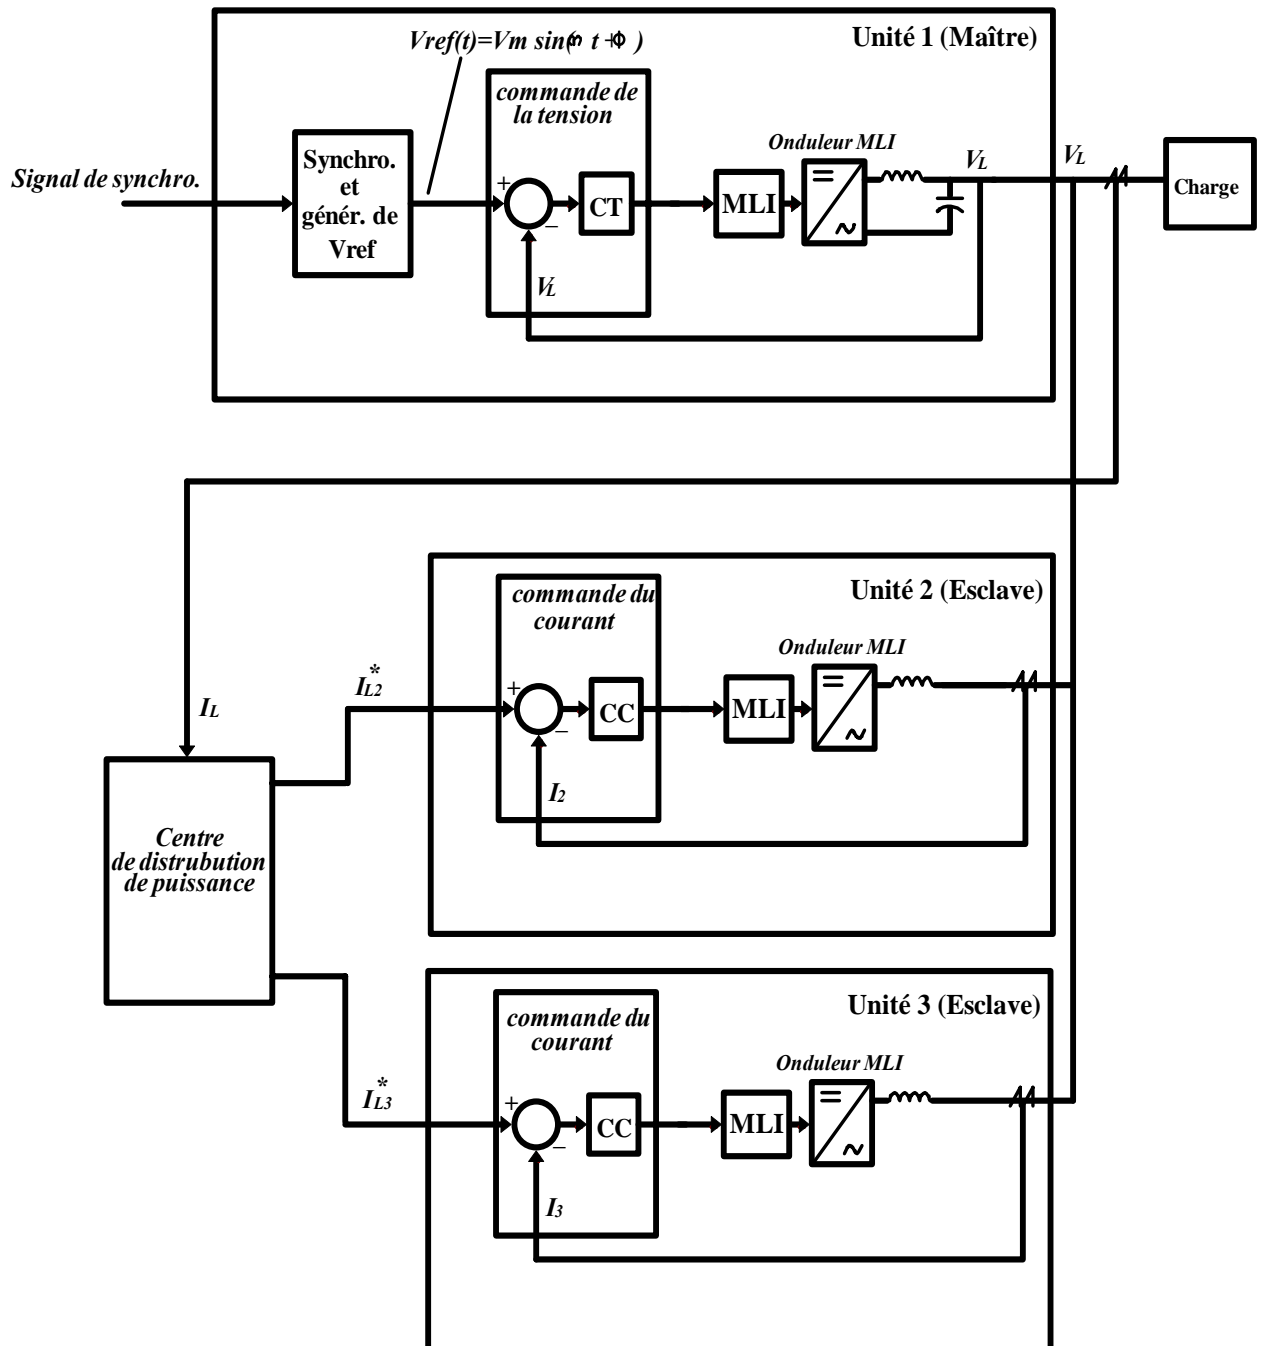 Vref(t)=Vm sin(ω t +Φ )
Unité 1 (Maître)
commande de
la tension
Onduleur MLI
Signal de synchro.
Synchro.
et
génér. de
Vref
+
−
CT
MLI
=
~
VL
VL
Charge
VL
Unité 2 (Esclave)
commande du
courant
Onduleur MLI
IL
IL2*
+
−
CC
MLI
=
~
I2
Centre
de distrubution
de puissance
Unité 3 (Esclave)
commande du
courant
Onduleur MLI
IL3*
+
−
CC
MLI
=
~
I3